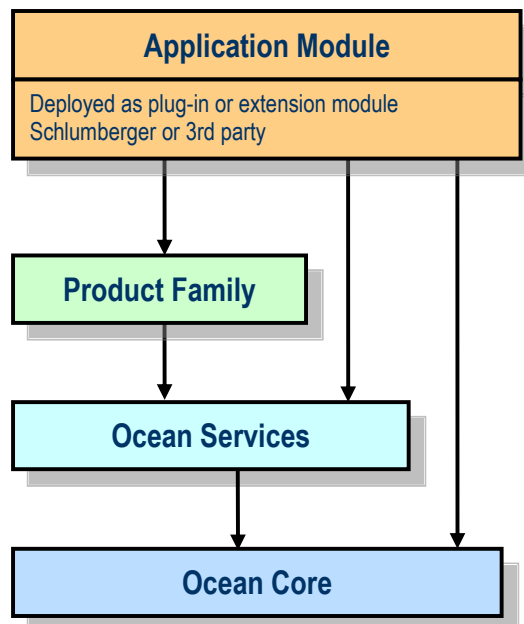 Application Module
Deployed as plug-in or extension module
Schlumberger or 3rd party
Product Family
Ocean Services
Ocean Core